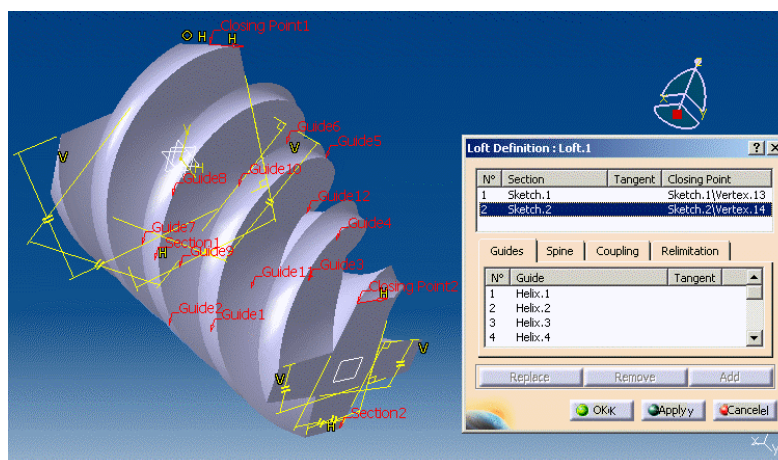 Closing Point1
H H
V
Guide6
V
Guide5
y
H
Guide10
Guide8
Guide12
Guide4
Guide7
Section1
H
Guide9
Guide11
Guide3
H
Closing Point2
Guide2
Guide1
V
V
Section2
H
x
y
Loft Definition : Loft.1
? X
N° Section Tangent Closing Point
1 Sketch.1 Sketch.1\Vertex.13
2 Sketch.2 Sketch.2\Vertex.14
Guides Spine Coupling Relimitation
N° Guide Tangent
1 Helix.1
2 Helix.2
3 Helix.3
4 Helix.4
Replace Remove Add
OKiK Applyy Cancelel
x y